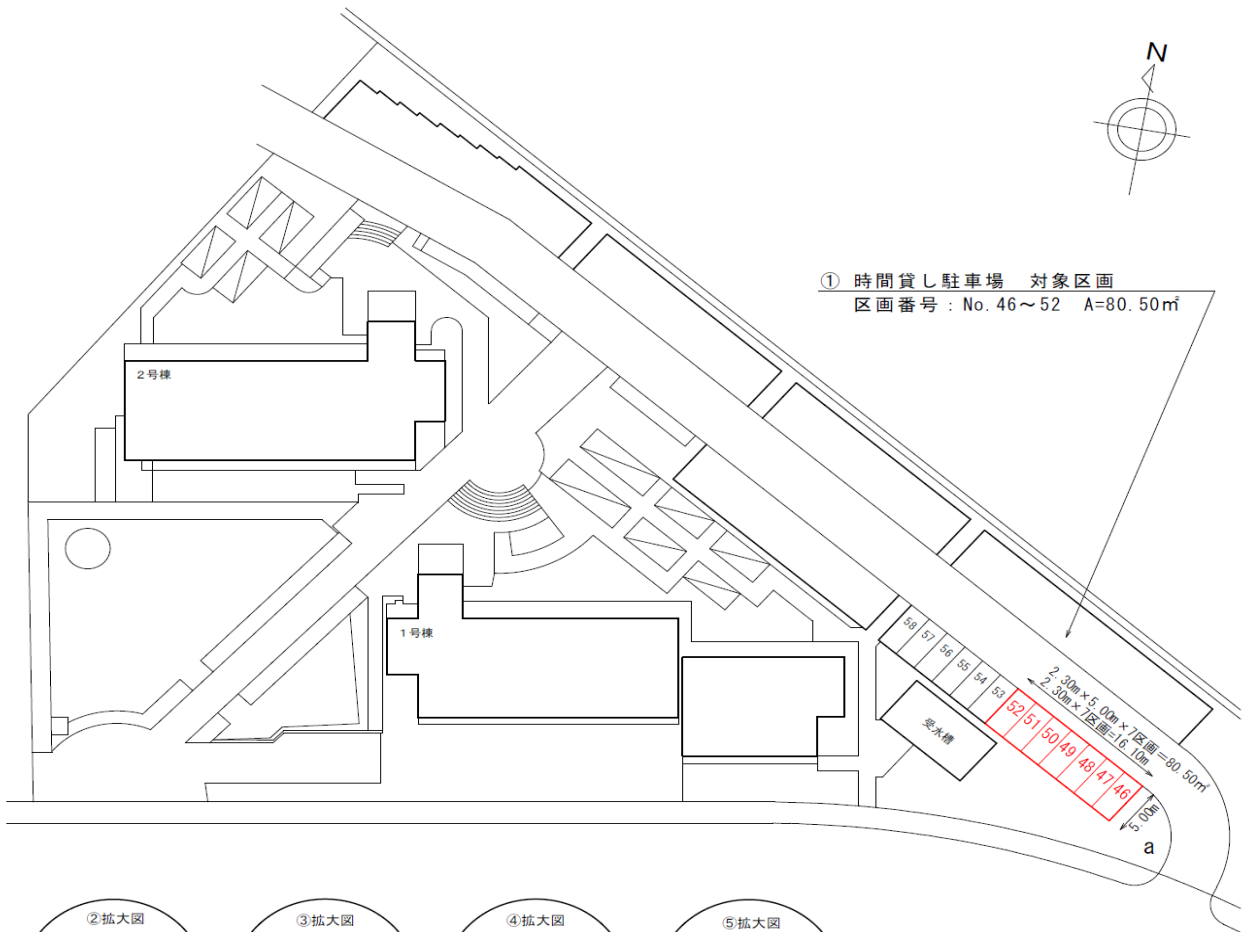 N
① 時間貸し駐車場 対象区画
区画番号：No.46～52 A=80.50㎡
2号棟
1号棟
58
57
56
55
54
53
52
51
50
49
48
47
46
2.30m×5.00m×7区画=80.50㎡
2.30m×7区画=16.10m
5.00m
受水槽
a
②拡大図
③拡大図
④拡大図
⑤拡大図